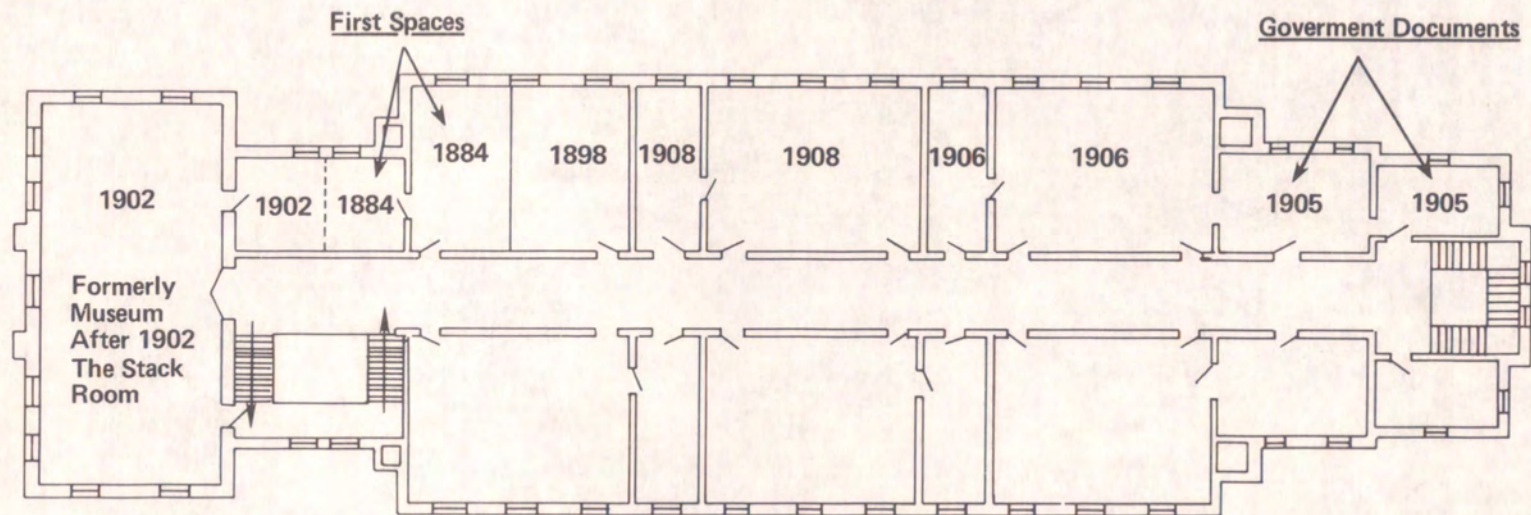 First Spaces
Goverment Documents
1884
1898
1908
1908
1906
1906
1902
1902
1884
1905
1905
Formerly
Museum
After 1902
The Stack
Room